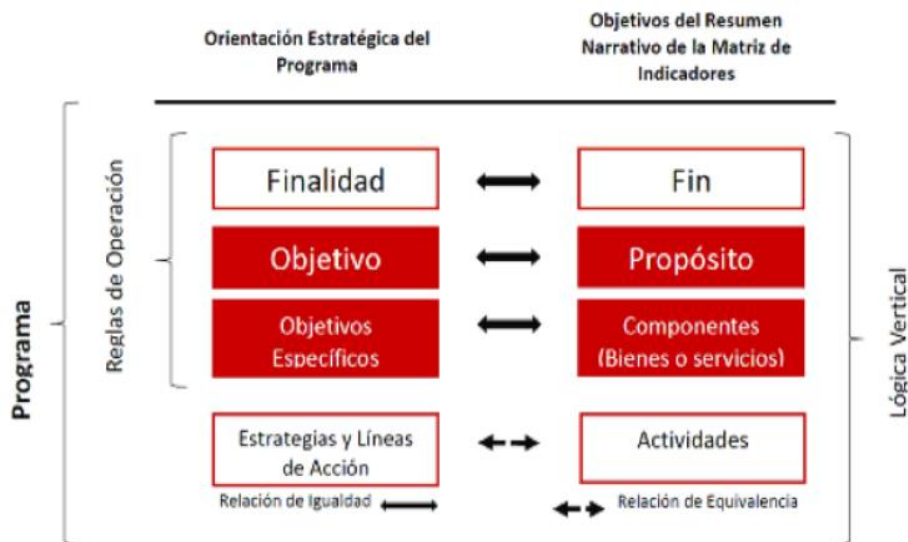 Orientación Estratégica del
Programa
Objetivos del Resumen
Narrativo de la Matriz de
Indicadores
Programa
Reglas de Operación
Finalidad
Fin
Objetivo
Propósito
Objetivos
Específicos
Componentes
(Bienes o servicios)
Estrategias y Líneas
de Acción
Actividades
Relación de Igualdad
Relación de Equivalencia
Lógica Vertical